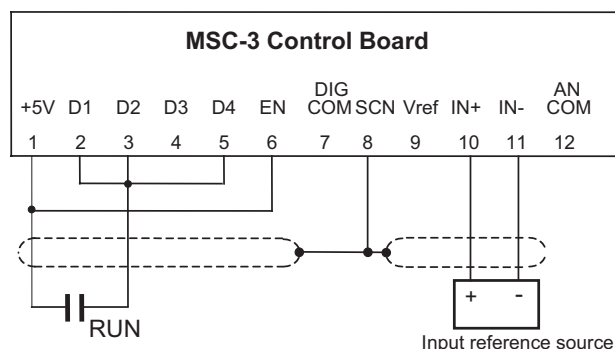 MSC-3 Control Board
+5V D1 D2 D3 D4 EN DIG COM SCN Vref IN+ IN- AN COM
1 2 3 4 5 6 7 8 9 10 11 12
RUN
+ -
Input reference source